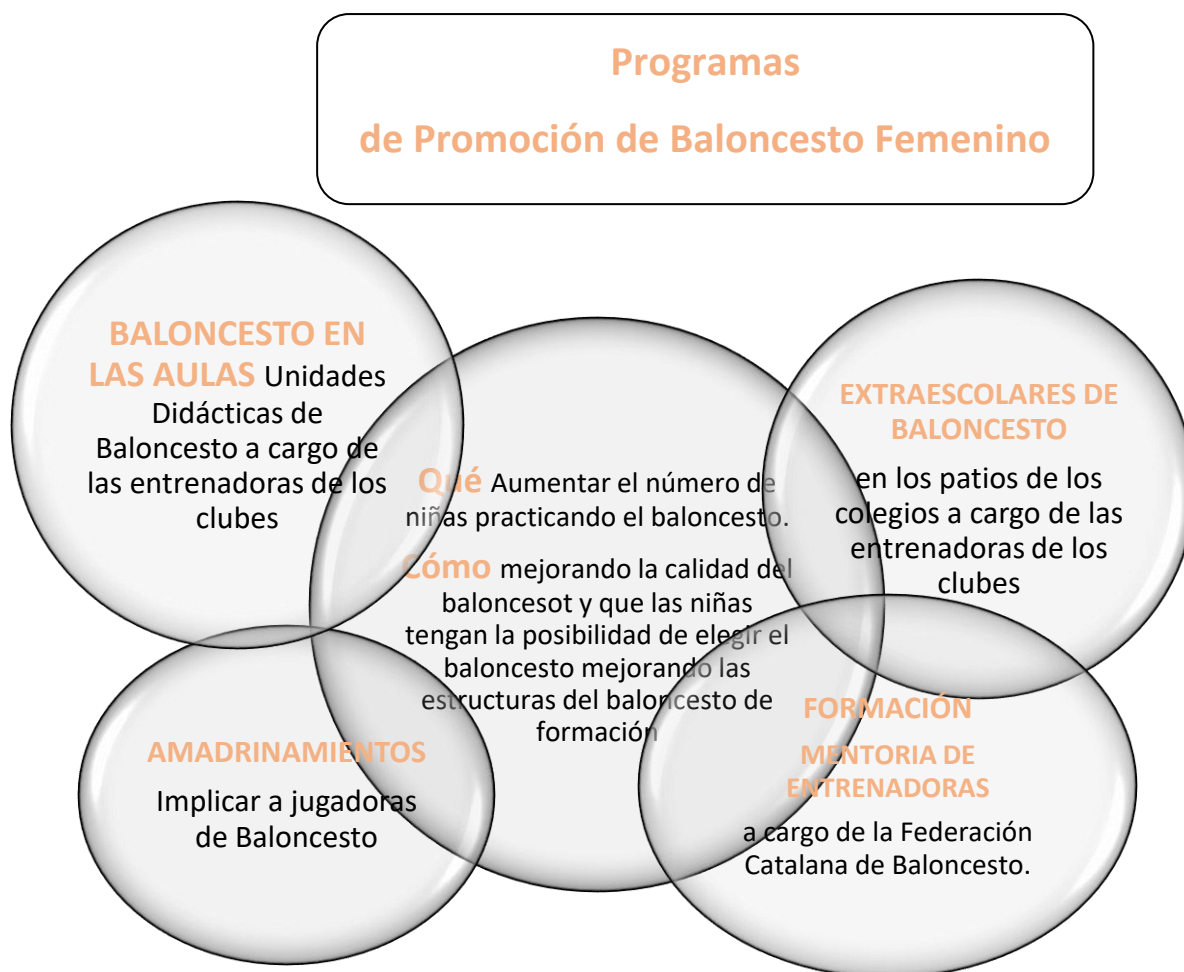 Programas
de Promoción de Baloncesto Femenino
BALONCESTO EN
LAS AULAS Unidades
Didácticas de
Baloncesto a cargo de
las entrenadoras de los
clubes
Qué Aumentar el número de
niñas practicando el baloncesto.
Cómo mejorando la calidad del
baloncesot y que las niñas
tengan la posibilidad de elegir el
baloncesto mejorando las
estructuras del baloncesto de
formación
EXTRAESCOLARES DE
BALONCESTO
en los patios de los
colegios a cargo de las
entrenadoras de los
clubes
AMADRINAMIENTOS
Implicar a jugadoras
de Baloncesto
FORMACIÓN
MENTORIA DE
ENTRENADORAS
a cargo de la Federación
Catalana de Baloncesto.